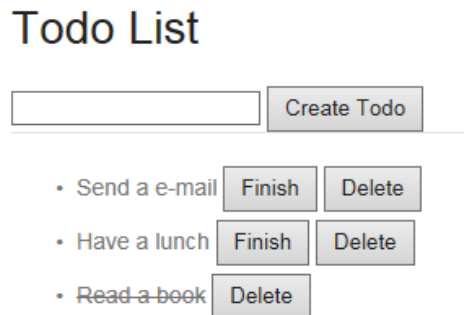 Todo List
Create Todo
• Send a e-mail Finish Delete
• Have a lunch Finish Delete
• Read a book Delete